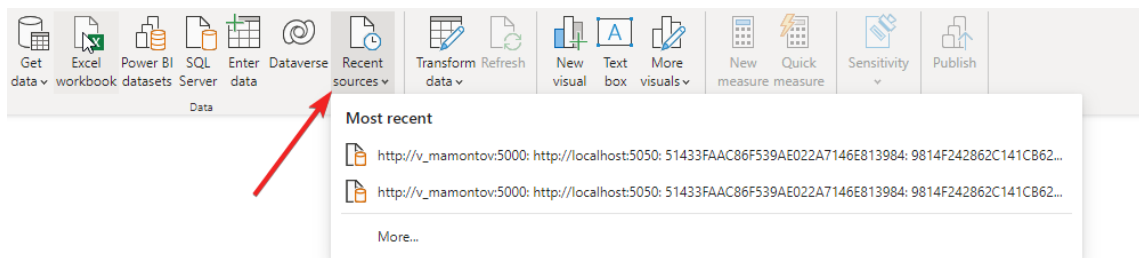 Get Excel Power BI SQL Enter Dataverse Recent Transform Refresh New Text More New Quick Sensitivity Publish
data workbook datasets Server data sources data visual box visuals measure measure
Data
Most recent
http://v_mamontov:5000: http://localhost:5050: 51433FAAC86F539AE022A7146E813984: 9814F242862C141CB62...
http://v_mamontov:5000: http://localhost:5050: 51433FAAC86F539AE022A7146E813984: 9814F242862C141CB62...
More...